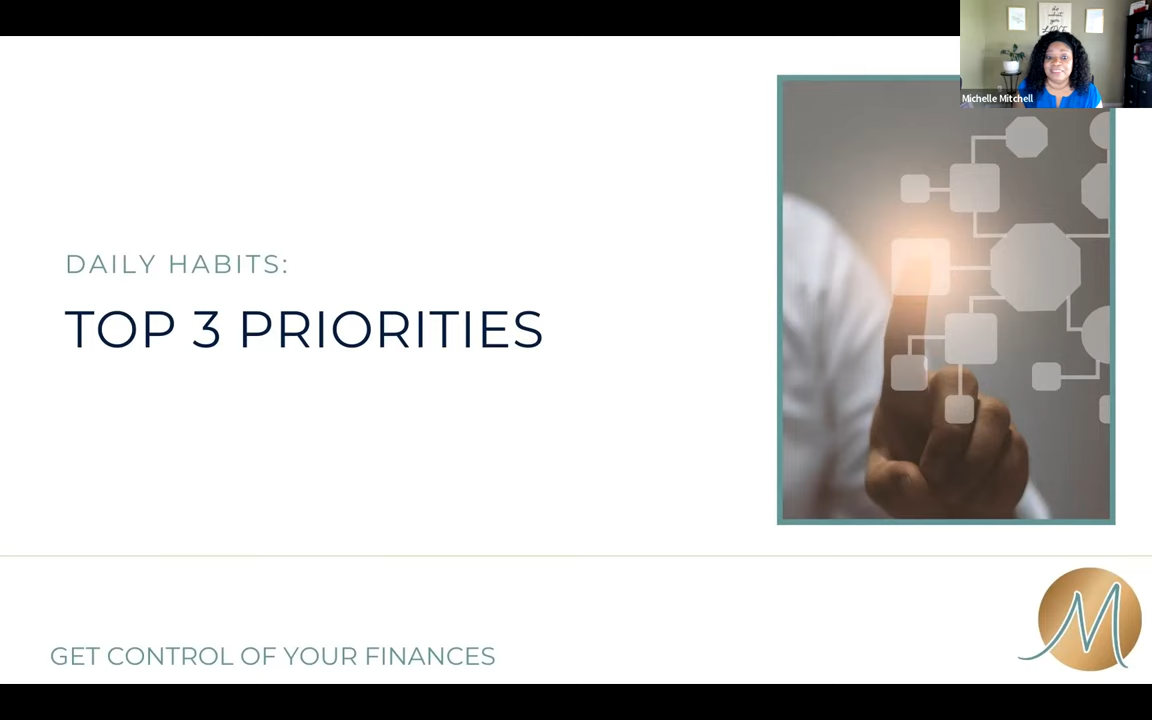 Michelle Mitchell
DAILY HABITS:
TOP 3 PRIORITIES
GET CONTROL OF YOUR FINANCES
M